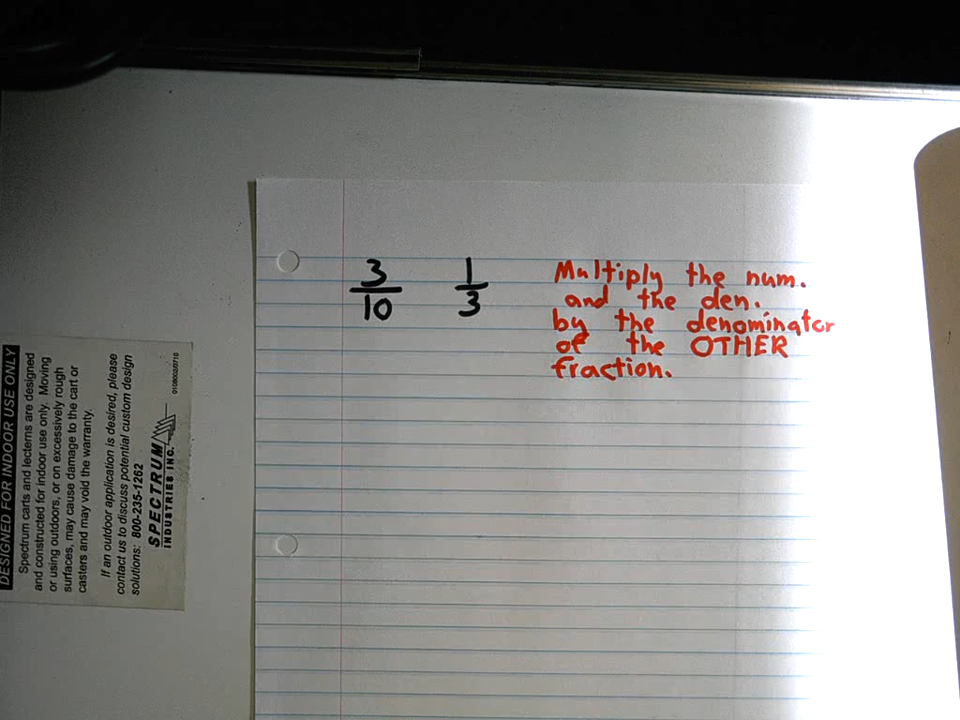 3/10 1/3
Multiply the num.
and the den.
by the denominator
of the OTHER
fraction.
DESIGNED FOR INDOOR USE ONLY
Spectrum carts and lecterns are designed
and constructed for indoor use only. Moving
or using outdoors, or on excessively rough
surfaces, may cause damage to the cart or
casters and may void the warranty.
If an outdoor application is desired, please
contact us to discuss potential custom design
solutions: 800-235-1262
SPECTRUM
INDUSTRIES INC.